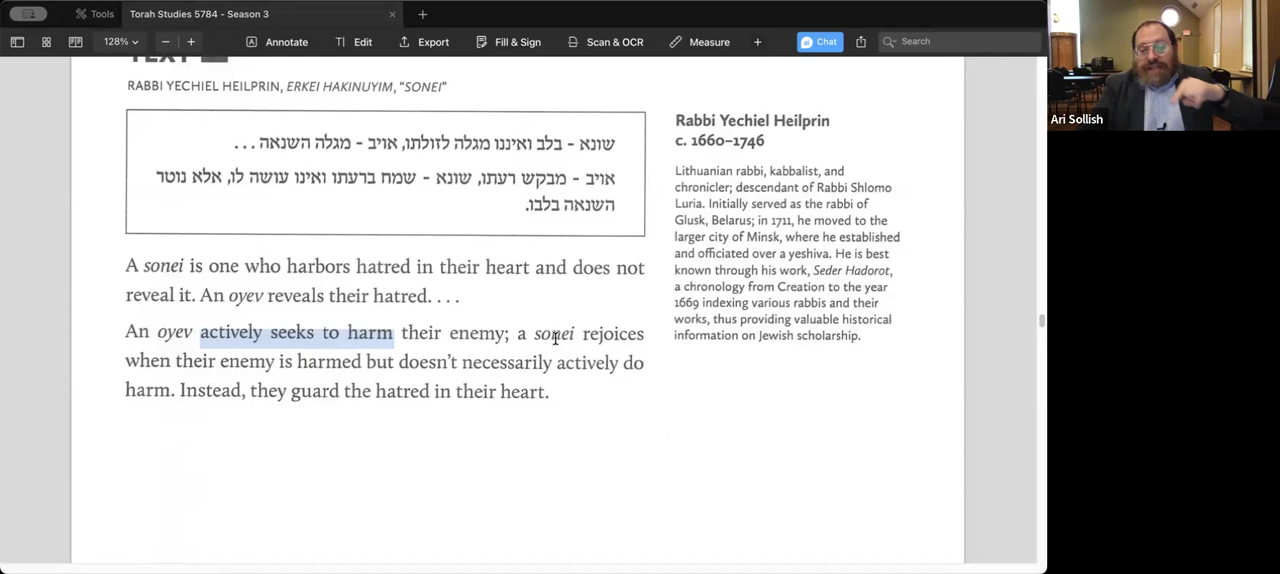 Tools
Torah Studies 5784 - Season 3
128%
Annotate
Edit
Export
Fill & Sign
Scan & OCR
Measure
Chat
Search
Ari Sollish
RABBI YECHIEL HEILPRIN, ERKEI HAKINUYIM, “SONEI”
שונא - בלב ואיננו מגלה לזולתו, אויב - מגלה השנאה ...
אויב - מבקש רעתו, שונא - שמח ברעתו ואינו עושה לו, אלא נוטר
השנאה בלבו.
A sonei is one who harbors hatred in their heart and does not
reveal it. An oyev reveals their hatred. . . .
An oyev actively seeks to harm their enemy; a sonei rejoices
when their enemy is harmed but doesn’t necessarily actively do
harm. Instead, they guard the hatred in their heart.
Rabbi Yechiel Heilprin
c. 1660–1746
Lithuanian rabbi, kabbalist, and
chronicler; descendant of Rabbi Shlomo
Luria. Initially served as the rabbi of
Glusk, Belarus; in 1711, he moved to the
larger city of Minsk, where he established
and officiated over a yeshiva. He is best
known through his work, Seder Hadorot,
a chronology from Creation to the year
1669 indexing various rabbis and their
works, thus providing valuable historical
information on Jewish scholarship.